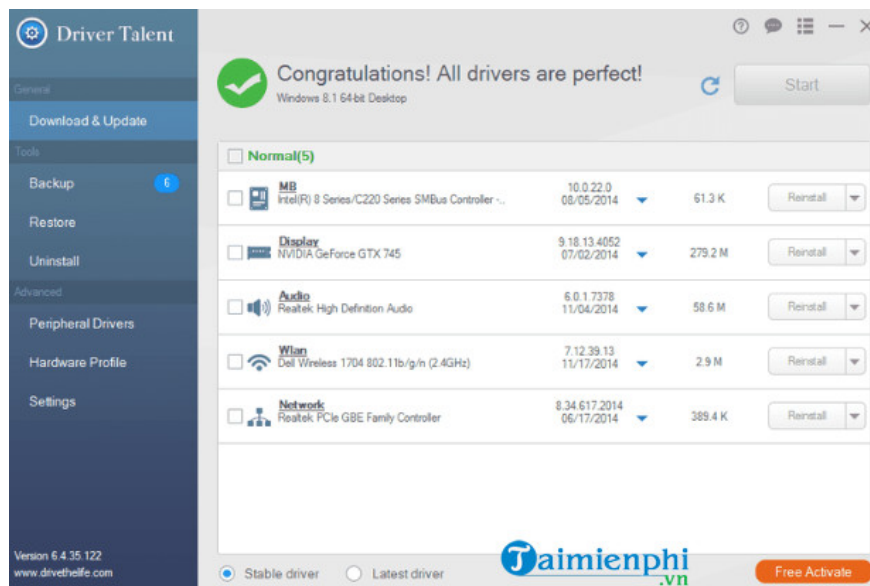 Driver Talent
General
Download & Update
Tools
Backup 6
Restore
Uninstall
Advanced
Peripheral Drivers
Hardware Profile
Settings
Version 6.4.35.122
www.drivethelife.com
Congratulations! All drivers are perfect!
Windows 8.1 64-bit Desktop
Start
Normal(5)
MB
Intel(R) 8 Series/C220 Series SMBus Controller -..
10.0.22.0
08/05/2014
61.3 K
Reinstall
Display
NVIDIA GeForce GTX 745
9.18.13.4052
07/02/2014
279.2 M
Reinstall
Audio
Realtek High Definition Audio
6.0.1.7378
11/04/2014
58.6 M
Reinstall
Wlan
Dell Wireless 1704 802.11b/g/n (2.4GHz)
7.12.39.13
11/17/2014
2.9 M
Reinstall
Network
Realtek PCIe GBE Family Controller
8.34.617.2014
06/17/2014
389.4 K
Reinstall
Stable driver
Latest driver
Taimienphi
.vn
Free Activate